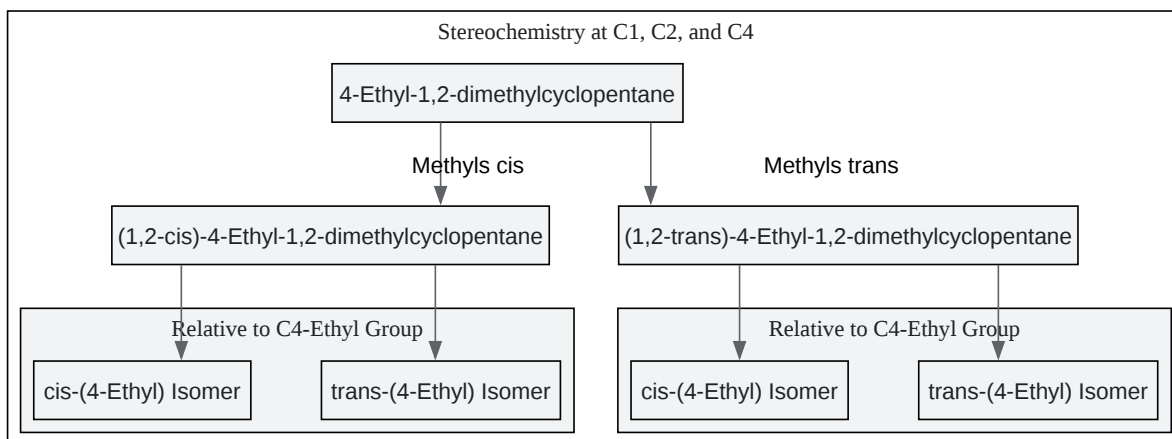 Stereochemistry at C1, C2, and C4
4-Ethyl-1,2-dimethylcyclopentane
Methyls cis
Methyls trans
(1,2-cis)-4-Ethyl-1,2-dimethylcyclopentane
(1,2-trans)-4-Ethyl-1,2-dimethylcyclopentane
Relative to C4-Ethyl Group
cis-(4-Ethyl) Isomer
trans-(4-Ethyl) Isomer
Relative to C4-Ethyl Group
cis-(4-Ethyl) Isomer
trans-(4-Ethyl) Isomer